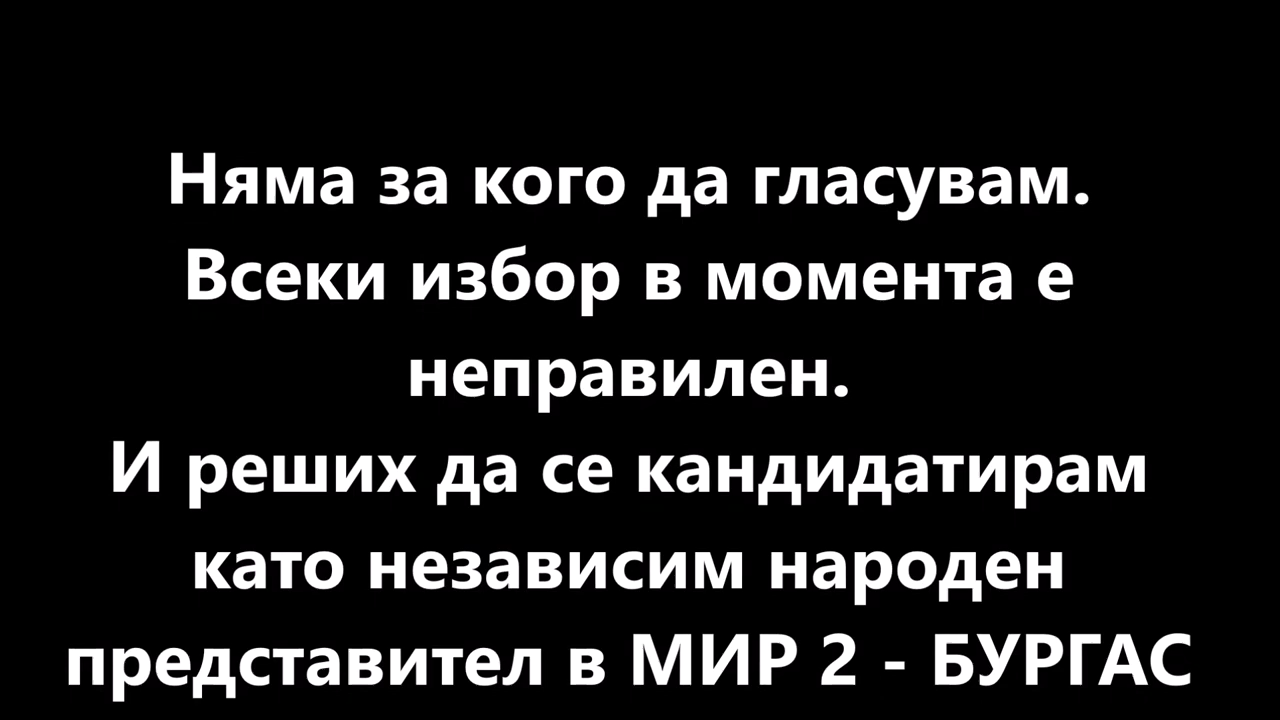 Няма за кого да гласувам.
Всеки избор в момента е
неправилен.
И реших да се кандидатирам
като независим народен
представител в МИР 2 - БУРГАС